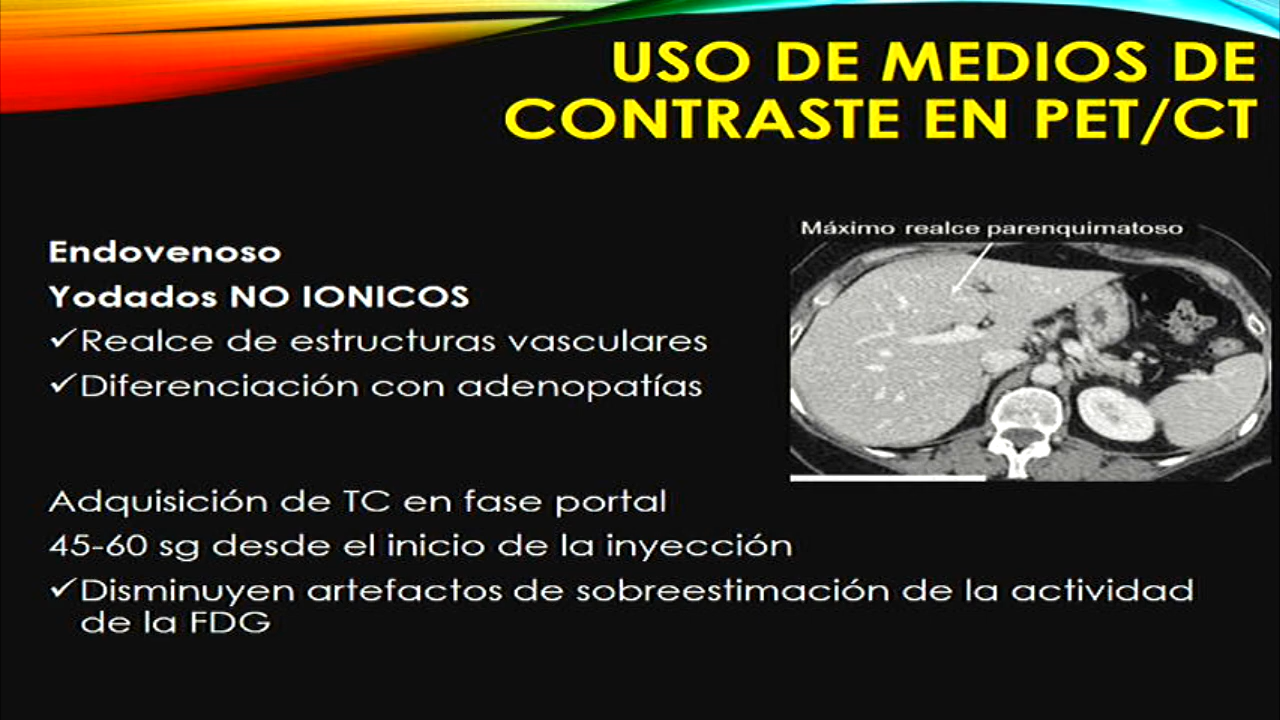 USO DE MEDIOS DE
CONTRASTE EN PET/CT
Máximo realce parenquimatoso
Endovenoso
Yodados NO IONICOS
✓Realce de estructuras vasculares
✓Diferenciación con adenopatías
Adquisición de TC en fase portal
45-60 sg desde el inicio de la inyección
✓Disminuyen artefactos de sobreestimación de la actividad
de la FDG